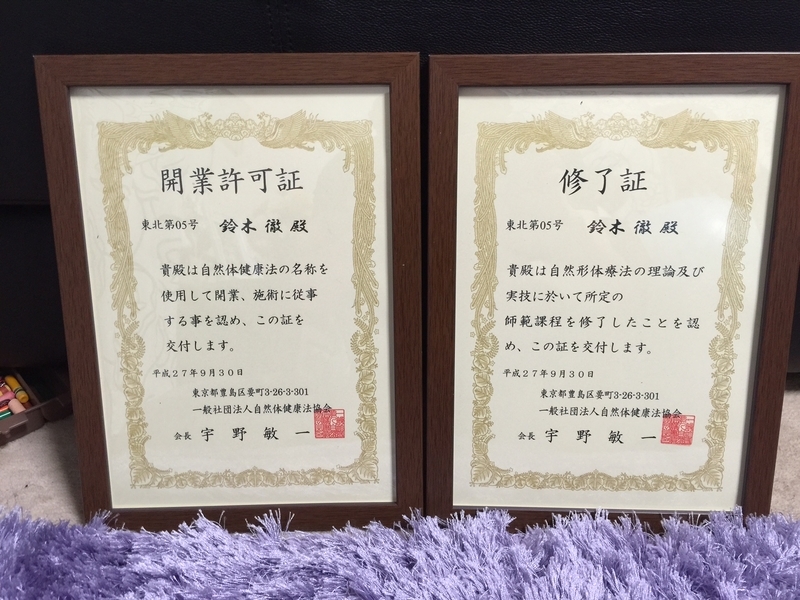 開業許可証
東北第05号 鈴木 徹 殿
貴殿は自然体健康法の名称を
使用して開業、施術に従事
する事を認め、この証を
交付します。
平成27年9月30日
東京都豊島区要町3-26-3-301
一般社団法人自然体健康法協会
会長 宇野敏一
修了証
東北第05号 鈴木 徹 殿
貴殿は自然形体療法の理論及び
実技に於いて所定の
師範課程を修了したことを認
め、この証を交付します。
平成27年9月30日
東京都豊島区要町3-26-3-301
一般社団法人自然体健康法協会
会長 宇野敏一